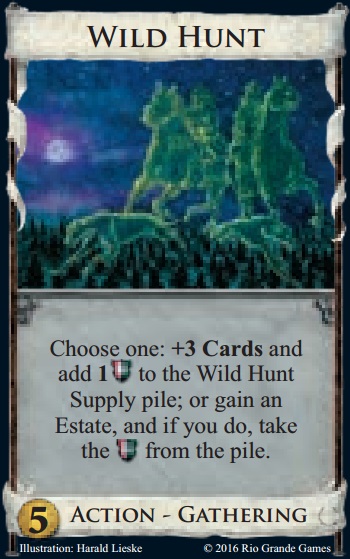 WILD HUNT
Choose one: +3 Cards and
add 1 to the Wild Hunt
Supply pile; or gain an
Estate, and if you do, take
the from the pile.
5 ACTION - GATHERING
Illustration: Harald Lieske © 2016 Rio Grande Games